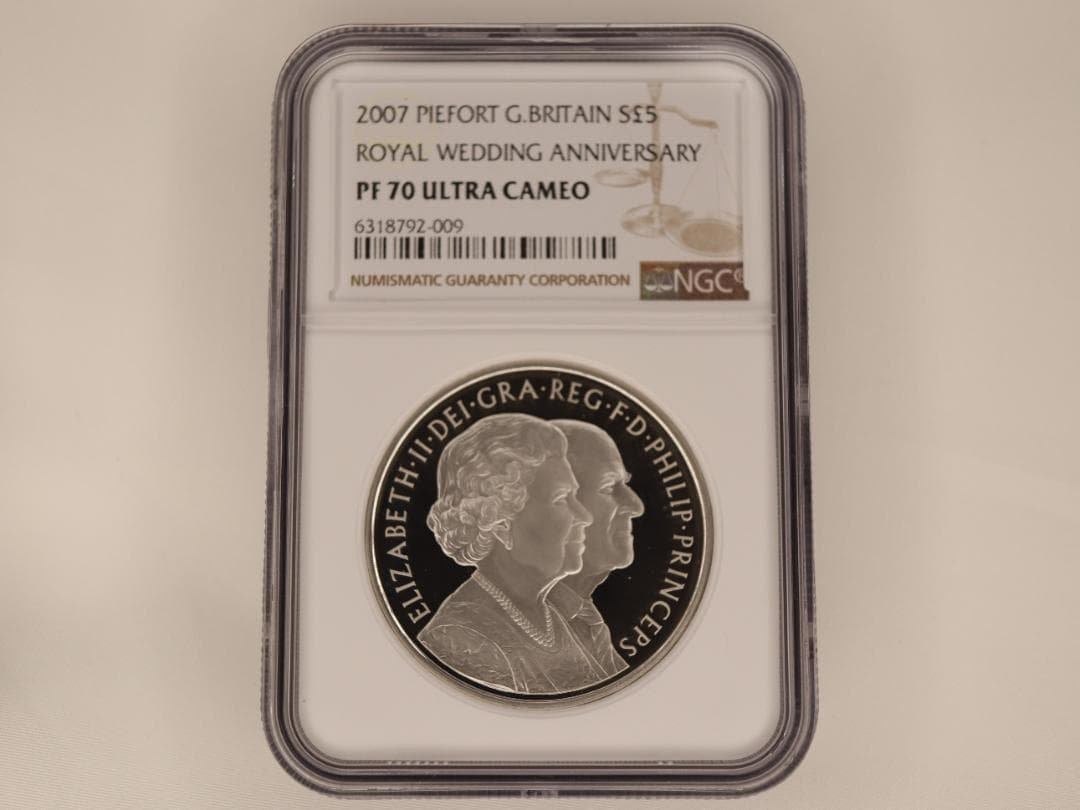 2007 PIEFORT G.BRITAIN S£5
ROYAL WEDDING ANNIVERSARY
PF 70 ULTRA CAMEO
6318792-009
NUMISMATIC GUARANTY CORPORATION
NGC®
ELIZABETH·II·DEI·GRA·REG·F·D·PHILIP·PRINCEPS